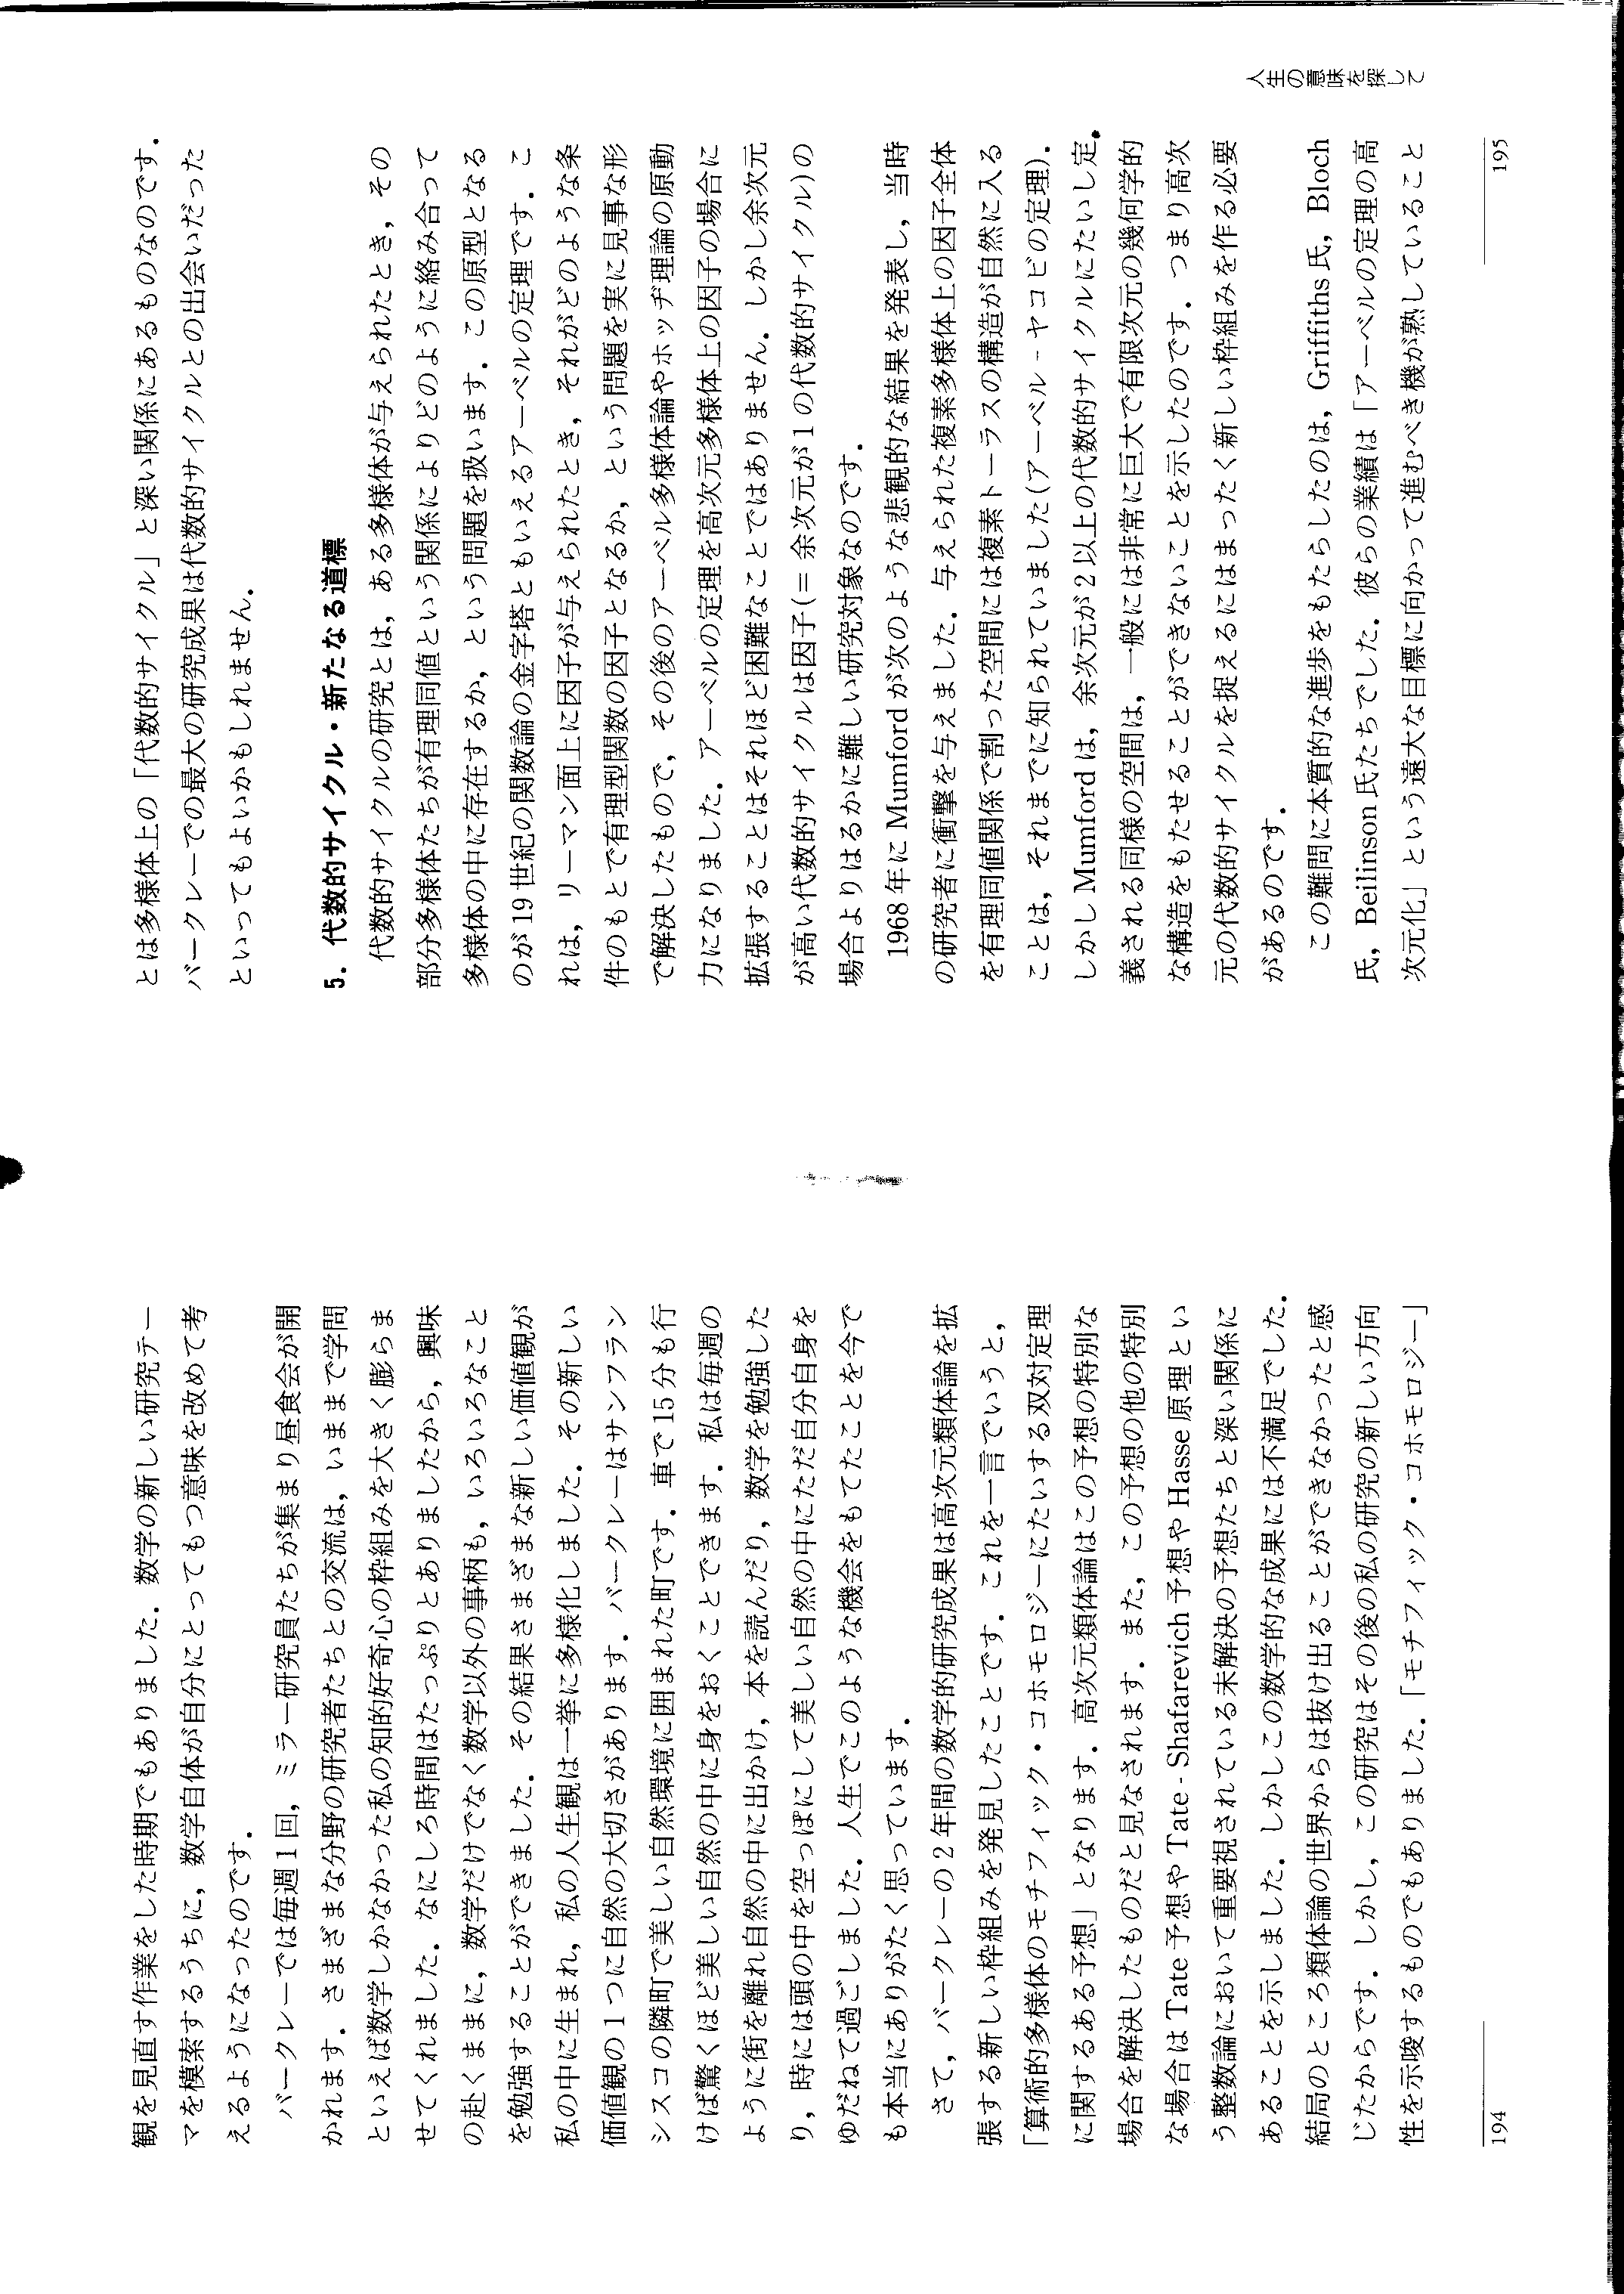 観を見直す作業をした時期でもありました．数学の新しい研究テー
マを模索するうちに，数学自体が自分にとってもつ意味を改めて考
えるようになったのです．
バークレーでは毎週1回，ミラー研究員たちが集まり昼食会が開
かれます．さまざまな分野の研究者たちとの交流は，いままで学問
といえば数学しかなかった私の知的好奇心の枠組みを大きく膨らま
せてくれました．なにしろ時間はたっぷりとありましたから，興味
の赴くままに，数学だけでなく数学以外の事柄も，いろいろなこと
を勉強することができました．その結果さまざまな新しい価値観が
私の中に生まれ，私の人生観は一挙に多様化しました．その新しい
価値観の1つに自然の大切さがあります．バークレーはサンフラン
シスコの隣町で美しい自然環境に囲まれた町です．車で15分も行
けば驚くほど美しい自然の中に身をおくことできます．私は毎週の
ように街を離れ自然の中に出かけ，本を読んだり，数学を勉強した
り，時には頭の中を空っぽにして美しい自然の中にただ自分自身を
ゆだねて過ごしました．人生でこのような機会をもてたことを今で
も本当にありがたく思っています．
さて，バークレーの2年間の数学的研究成果は高次元類体論を拡
張する新しい枠組みを発見したことです．これを一言でいうと，
「算術的多様体のモチフィック・コホモロジーにたいする双対定理
に関するある予想」となります．高次元類体論はこの予想の特別な
場合を解決したものだと見なされます．また，この予想の他の特別
な場合は Tate 予想や Tate‐Shafarevich 予想や Hasse 原理とい
う整数論において重要視されている未解決の予想たちと深い関係に
あることを示しました．しかしこの数学的な成果には不満足でした．
結局のところ類体論の世界からは抜け出ることができなかったと感
じたからです．しかし，この研究はその後の私の研究の新しい方向
性を示唆するものでもありました．「モチフィック・コホモロジー」
194
とは多様体上の「代数的サイクル」と深い関係にあるものなのです．
バークレーでの最大の研究成果は代数的サイクルとの出会いだった
といってもよいかもしれません．
5．代数的サイクル・新たなる道標
代数的サイクルの研究とは，ある多様体が与えられたとき，その
部分多様体たちが有理同値という関係によりどのように絡み合って
多様体の中に存在するか，という問題を扱います．この原型となる
のが19世紀の関数論の金字塔ともいえるアーベルの定理です．こ
れは，リーマン面上に因子が与えられたとき，それがどのような条
件のもとで有理型関数の因子となるか，という問題を実に見事な形
で解決したもので，その後のアーベル多様体論やホッヂ理論の原動
力になりました．アーベルの定理を高次元多様体上の因子の場合に
拡張することはそれほど困難なことではありません．しかし余次元
が高い代数的サイクルは因子(＝余次元が1の代数的サイクル)の
場合よりはるかに難しい研究対象なのです．
1968年に Mumford が次のような悲観的な結果を発表し，当時
の研究者に衝撃を与えました．与えられた複素多様体上の因子全体
を有理同値関係で割った空間には複素トーラスの構造が自然に入る
ことは，それまでに知られていました(アーベル‐ヤコビの定理)．
しかし Mumford は，余次元が2以上の代数的サイクルにたいし定
義される同様の空間は，一般には非常に巨大で有限次元の幾何学的
な構造をもたせることができないことを示したのです．つまり高次
元の代数的サイクルを捉えるにはまったく新しい枠組みを作る必要
があるのです．
この難問に本質的な進歩をもたらしたのは，Griffiths 氏，Bloch
氏，Beilinson 氏たちでした．彼らの業績は「アーベルの定理の高
次元化」という遠大な目標に向かって進むべき機が熟していること
人生の意味を探して
195